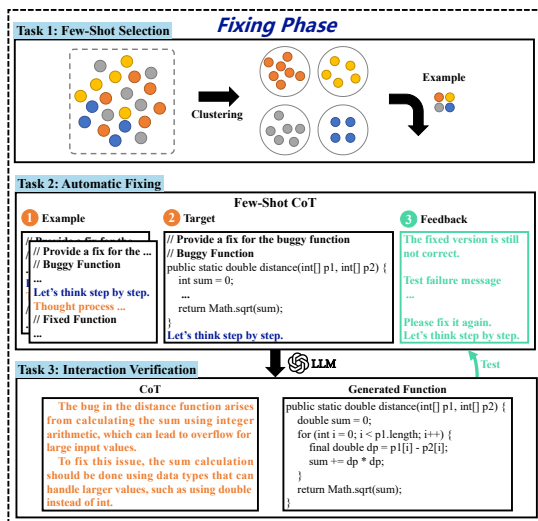 Fixing Phase
Task 1: Few-Shot Selection
Clustering
Example
Task 2: Automatic Fixing
Few-Shot CoT
1 Example
// Provide a fix for the ...
// Buggy Function
...
Let's think step by step.
Thought process ...
// Fixed Function
...
2 Target
// Provide a fix for the buggy function
// Buggy Function
public static double distance(int[] p1, int[] p2) {
int sum = 0;
...
return Math.sqrt(sum);
}
Let's think step by step.
3 Feedback
The fixed version is still
not correct.
Test failure message
...
Please fix it again.
Let's think step by step.
LLM
Test
Task 3: Interaction Verification
CoT
The bug in the distance function arises
from calculating the sum using integer
arithmetic, which can lead to overflow for
large input values.
To fix this issue, the sum calculation
should be done using data types that can
handle larger values, such as using double
instead of int.
Generated Function
public static double distance(int[] p1, int[] p2) {
double sum = 0;
for (int i = 0; i < p1.length; i++) {
final double dp = p1[i] - p2[i];
sum += dp * dp;
}
return Math.sqrt(sum);
}